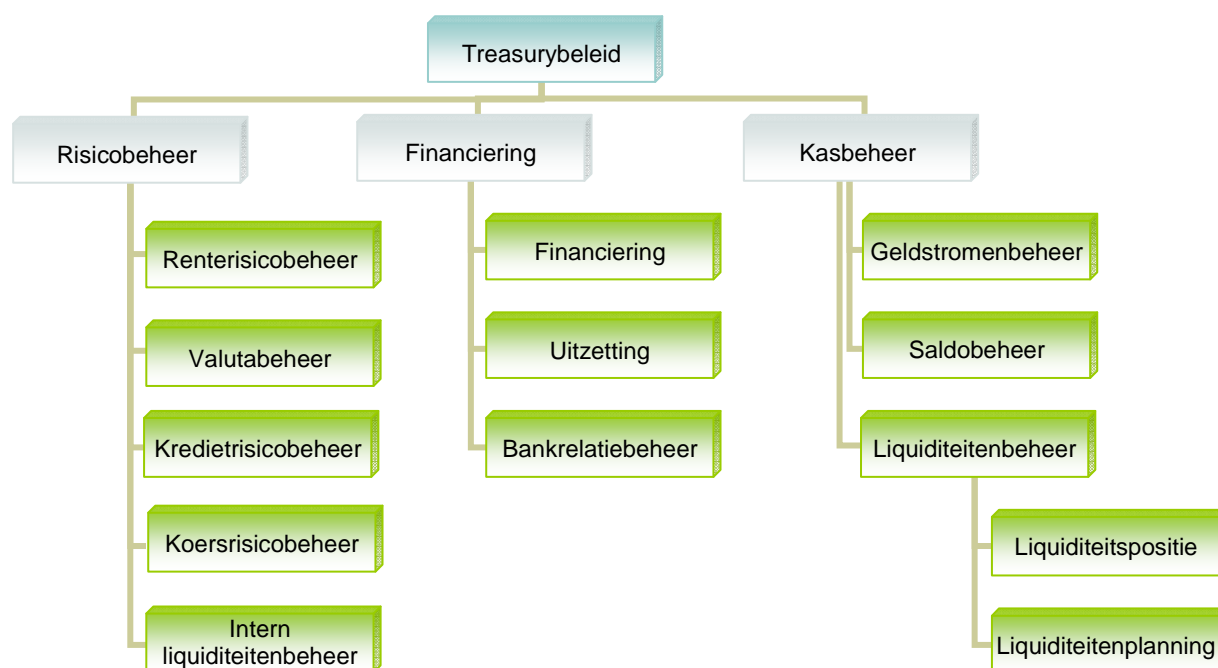 Treasurybeleid
Risicobeheer
Financiering
Kasbeheer
Renterisicobeheer
Valutabeheer
Kredietrisicobeheer
Koersrisicobeheer
Intern
liquiditeitenbeheer
Financiering
Uitzetting
Bankrelatiebeheer
Geldstromenbeheer
Saldobeheer
Liquiditeitenbeheer
Liquiditeitspositie
Liquiditeitenplanning